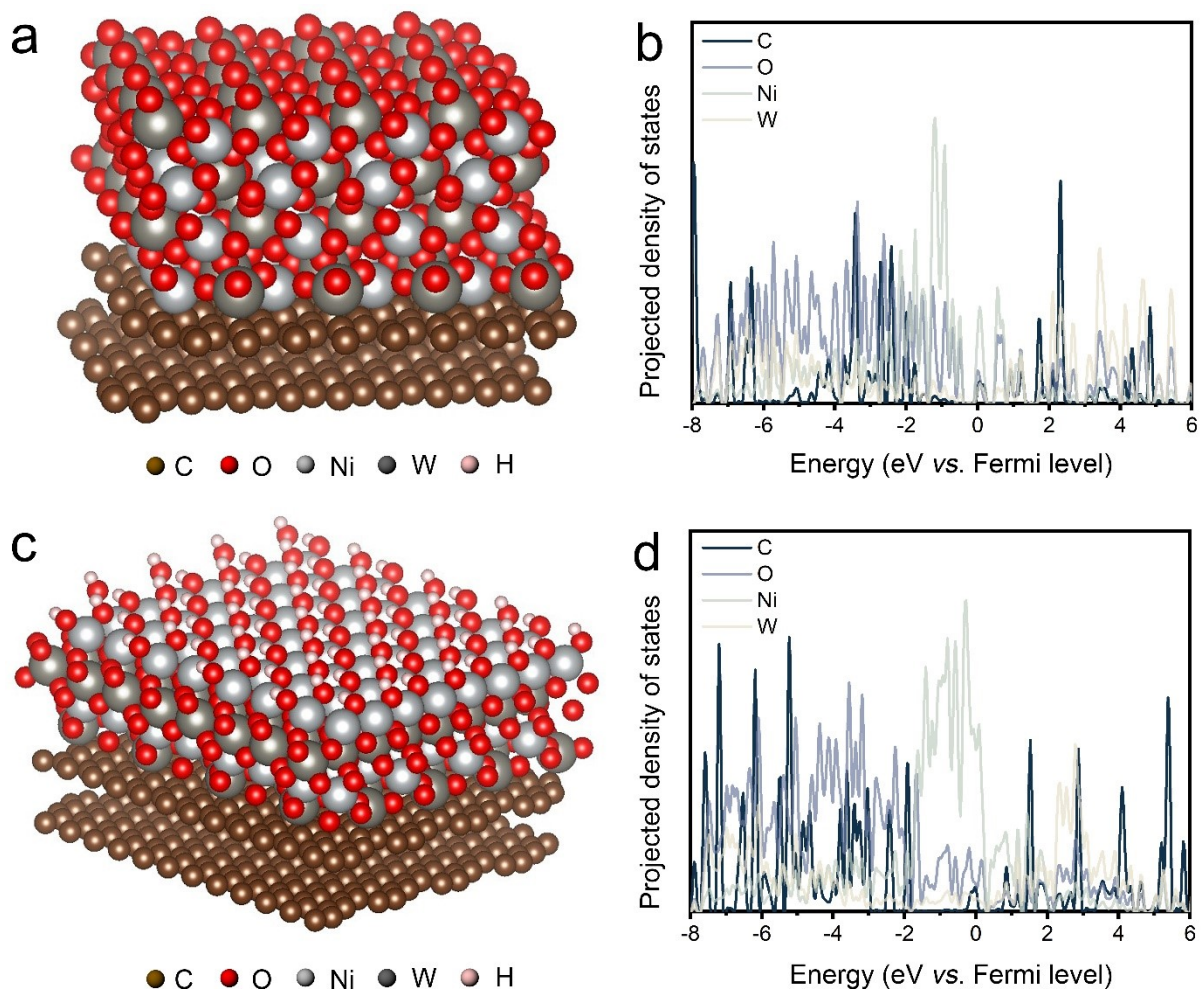 a
C O Ni W H
b
Projected density of states
C
O
Ni
W
-8 -6 -4 -2 0 2 4 6
Energy (eV vs. Fermi level)
c
C O Ni W H
d
Projected density of states
C
O
Ni
W
-8 -6 -4 -2 0 2 4 6
Energy (eV vs. Fermi level)